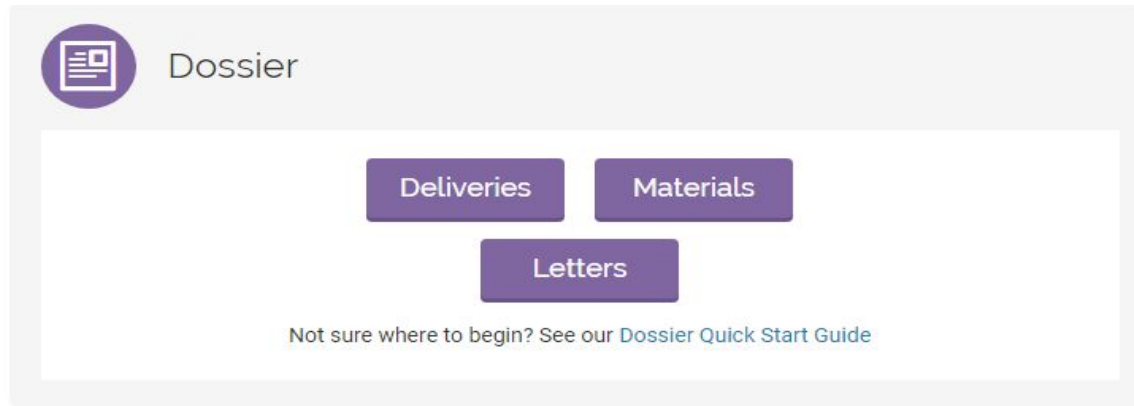 Dossier
Deliveries Materials
Letters
Not sure where to begin? See our Dossier Quick Start Guide